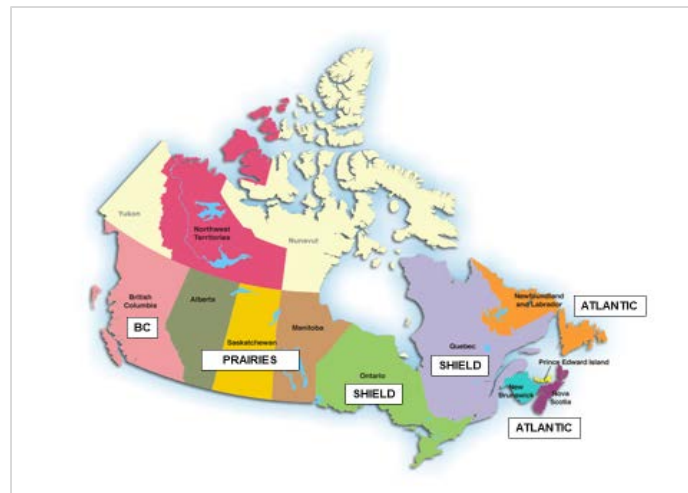 Yukon
Northwest
Territories
Nunavut
British
Columbia
BC
Alberta
Saskatchewan
PRAIRIES
Manitoba
Ontario
SHIELD
Quebec
SHIELD
Newfoundland
and Labrador
ATLANTIC
Prince Edward Island
New
Brunswick
Nova
Scotia
ATLANTIC